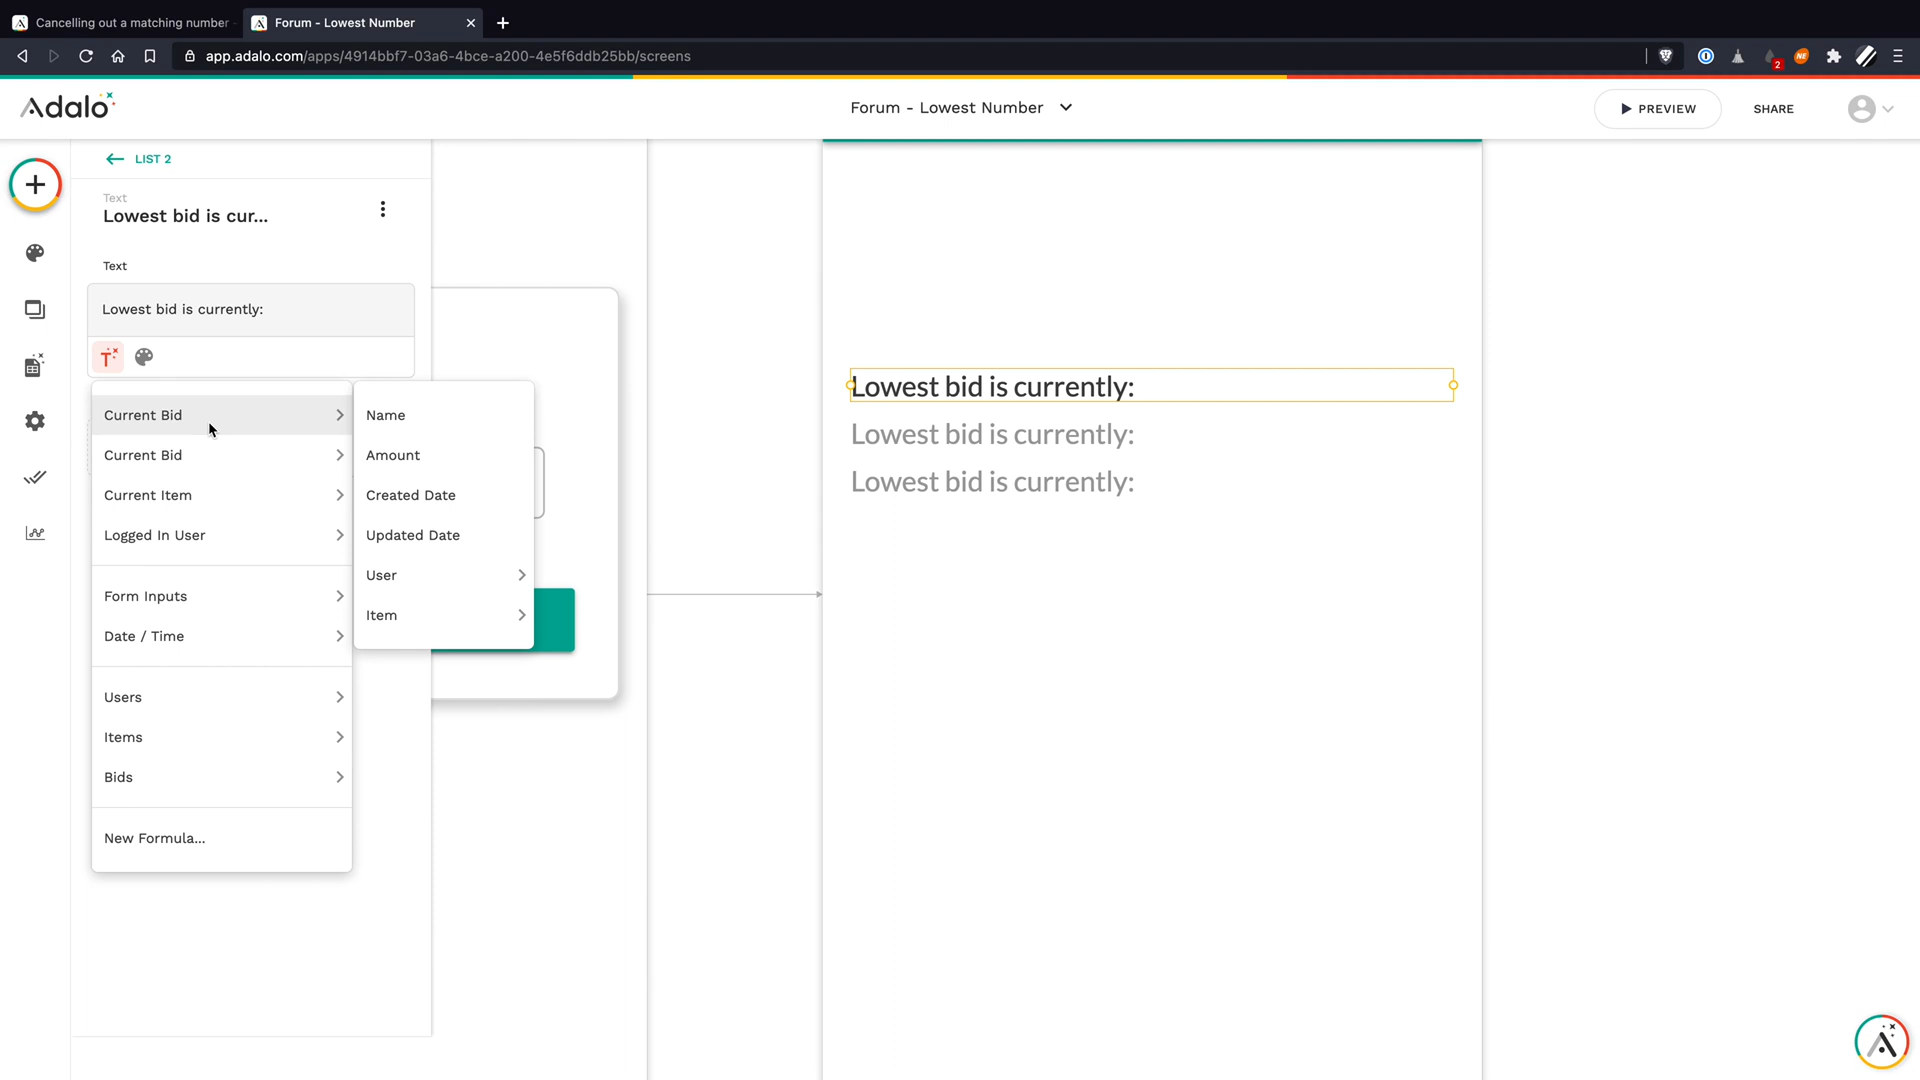 Cancelling out a matching number
Forum - Lowest Number
app.adalo.com/apps/4914bbf7-03a6-4bce-a200-4e5f6ddb25bb/screens
2
NE
Adalo
Forum - Lowest Number
PREVIEW
SHARE
LIST 2
Text
Lowest bid is cur...
Text
Lowest bid is currently:
T
Current Bid
Current Bid
Current Item
Logged In User
Form Inputs
Date / Time
Users
Items
Bids
New Formula...
Name
Amount
Created Date
Updated Date
User
Item
Lowest bid is currently:
Lowest bid is currently:
Lowest bid is currently: